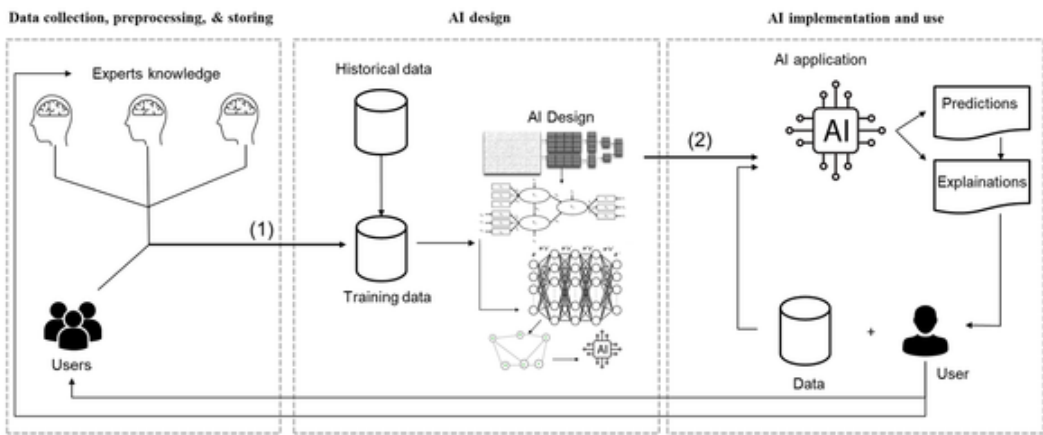 Data collection, preprocessing, & storing
AI design
AI implementation and use
Experts knowledge
Historical data
AI application
AI Design
AI
Predictions
(1)
(2)
Explainations
Training data
AI
Users
Data
+
User